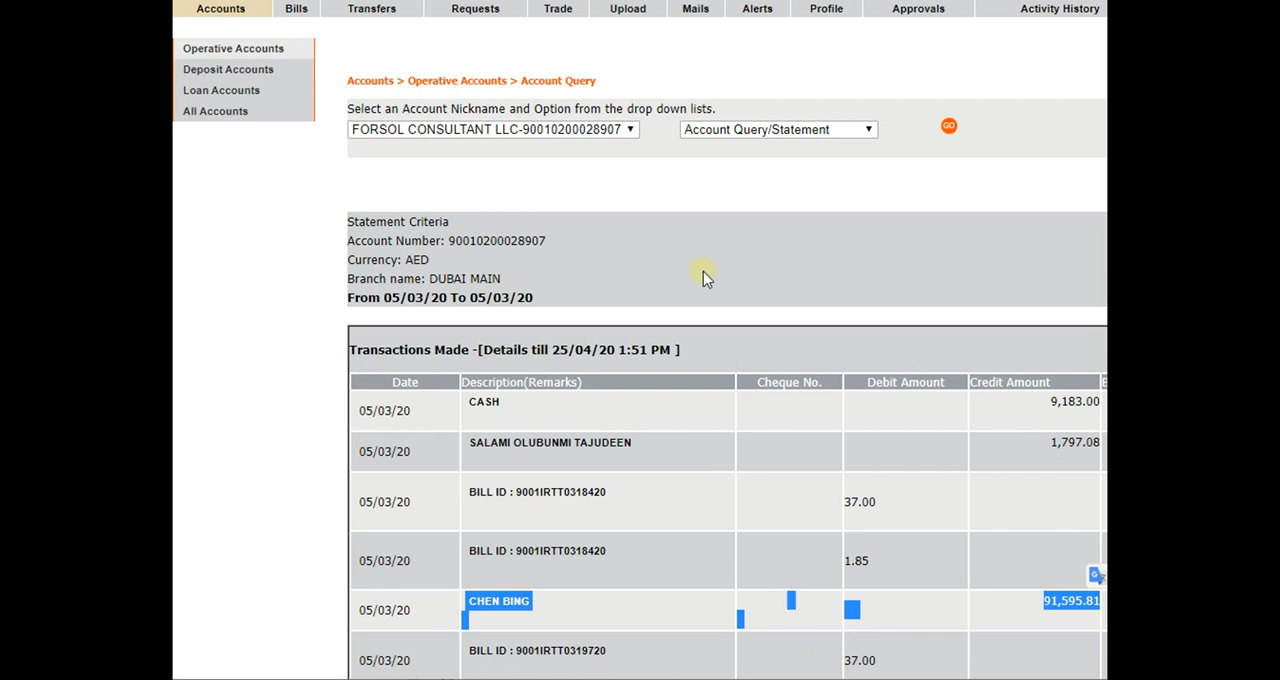 Accounts Bills Transfers Requests Trade Upload Mails Alerts Profile Approvals Activity History
Operative Accounts
Deposit Accounts
Loan Accounts
All Accounts
Accounts > Operative Accounts > Account Query
Select an Account Nickname and Option from the drop down lists.
FORSOL CONSULTANT LLC-90010200028907 Account Query/Statement GO
Statement Criteria
Account Number: 90010200028907
Currency: AED
Branch name: DUBAI MAIN
From 05/03/20 To 05/03/20
Transactions Made -[Details till 25/04/20 1:51 PM ]
Date Description(Remarks) Cheque No. Debit Amount Credit Amount
05/03/20 CASH 9,183.00
05/03/20 SALAMI OLUBUNMI TAJUDEEN 1,797.08
05/03/20 BILL ID : 9001IRTT0318420 37.00
05/03/20 BILL ID : 9001IRTT0318420 1.85
05/03/20 CHEN BING 91,595.81
05/03/20 BILL ID : 9001IRTT0319720 37.00